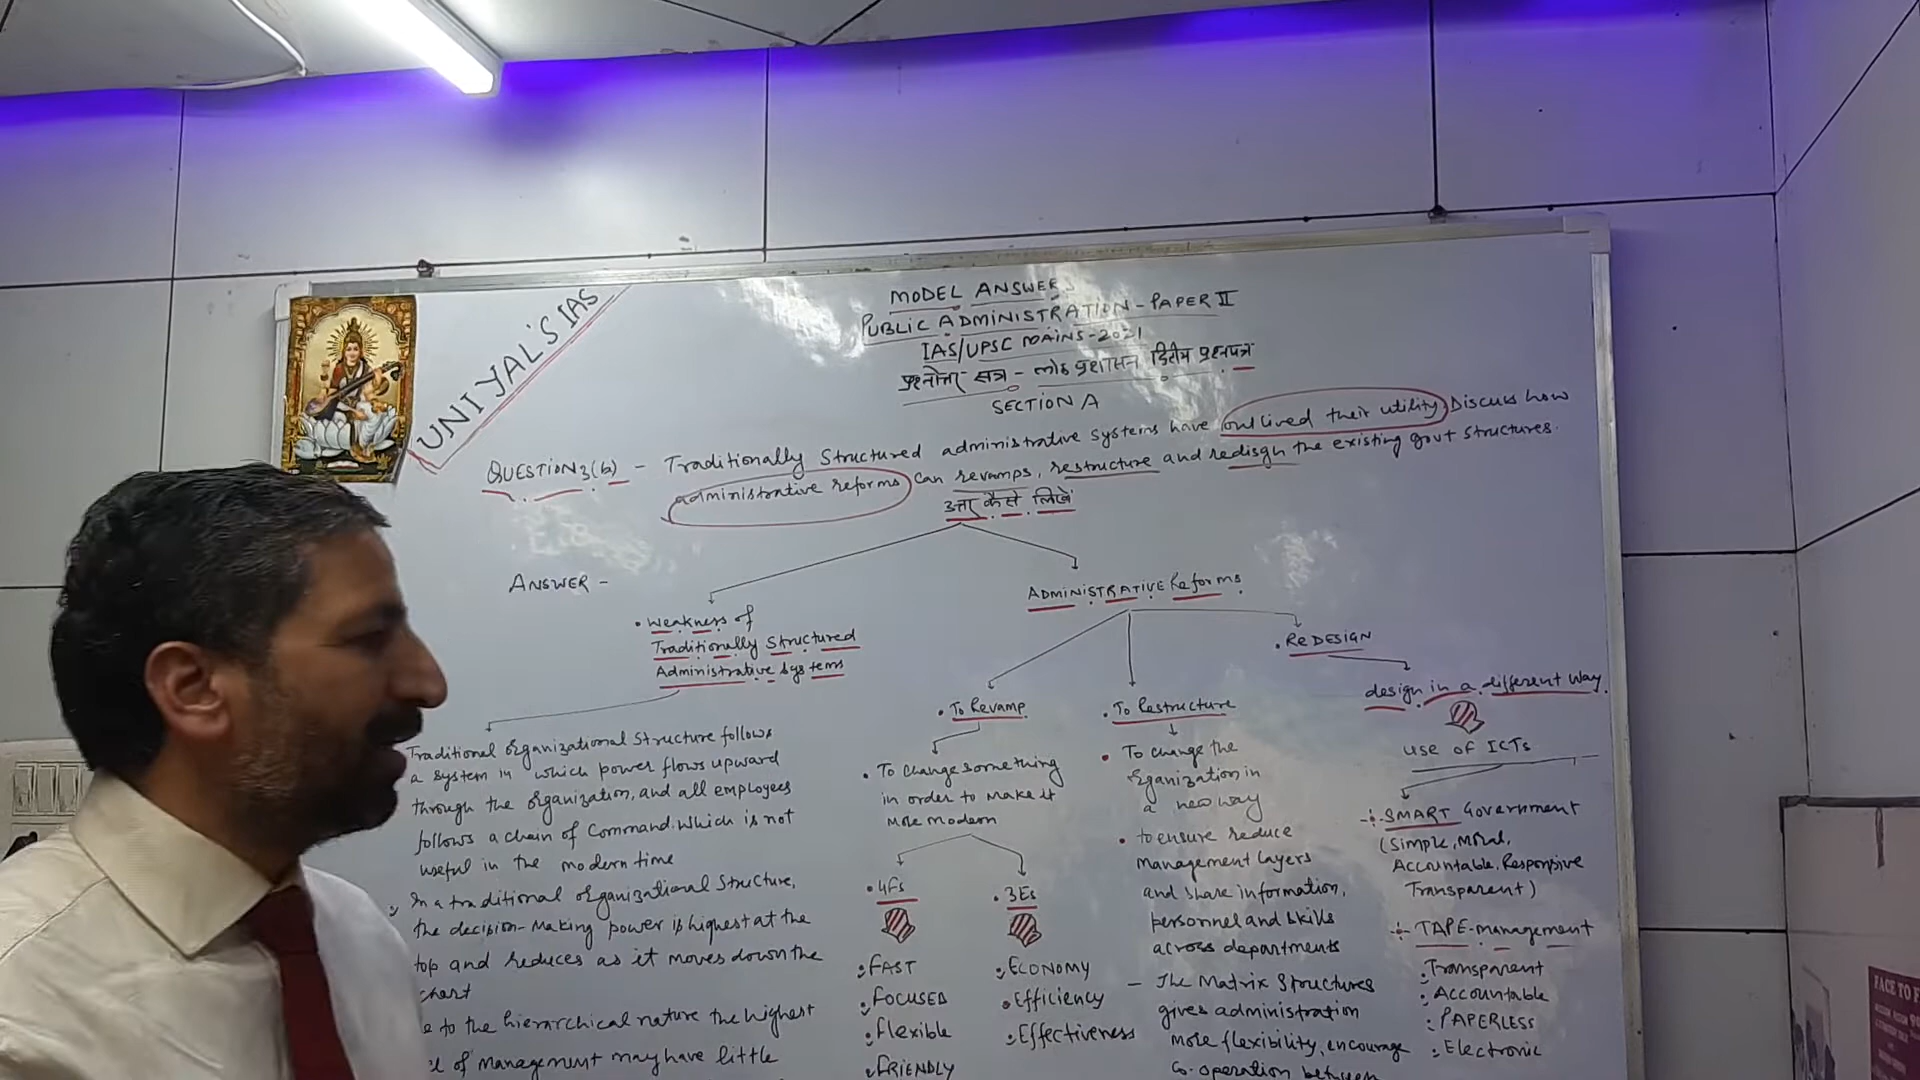 UNIYAL'S IAS
MODEL ANSWERS
PUBLIC ADMINISTRATION - PAPER II
IAS/UPSC MAINS - 2021
प्रश्नोत्तर सत्र - लोक प्रशासन द्वितीय प्रश्नपत्र
SECTION A
QUESTION 3(b) - Traditionally Structured administrative systems have outlived their utility. Discuss how
administrative reforms can revamps, restructure and redisgn the existing govt structures.
उत्तर कैसे लिखें
ANSWER -
• Weakness of
Traditionally Structured
Administrative Systems
Traditional Organizational Structure follows
a system in which power flows upward
through the Organization, and all employees
follows a chain of Command. which is not
useful in the modern time
In a traditional Organizational Structure,
the decision-Making power is highest at the
top and reduces as it moves down the
chart
e to the hierarchical nature the highest
of management may have little
ADMINISTRATIVE Reforms
• To Revamp
• To change something
in order to make it
More modern
• 4Fs
FAST
FOCUSED
Flexible
FRIENDLY
• 3Es
ECONOMY
Efficiency
Effectiveness
• To Restructure
• To change the
Organization in
a new way
• to ensure reduce
Management layers
and share information,
personnel and skills
across departments
- The Matrix Structures
gives administration
more flexibility, encourage
Co-operation between
• ReDESIGN
design in a different way.
use of ICTs
SMART Government
(Simple, Moral,
Accountable, Responsive
Transparent)
TAPE-management
Transparent
Accountable
PAPERLESS
Electronic
FACE TO F